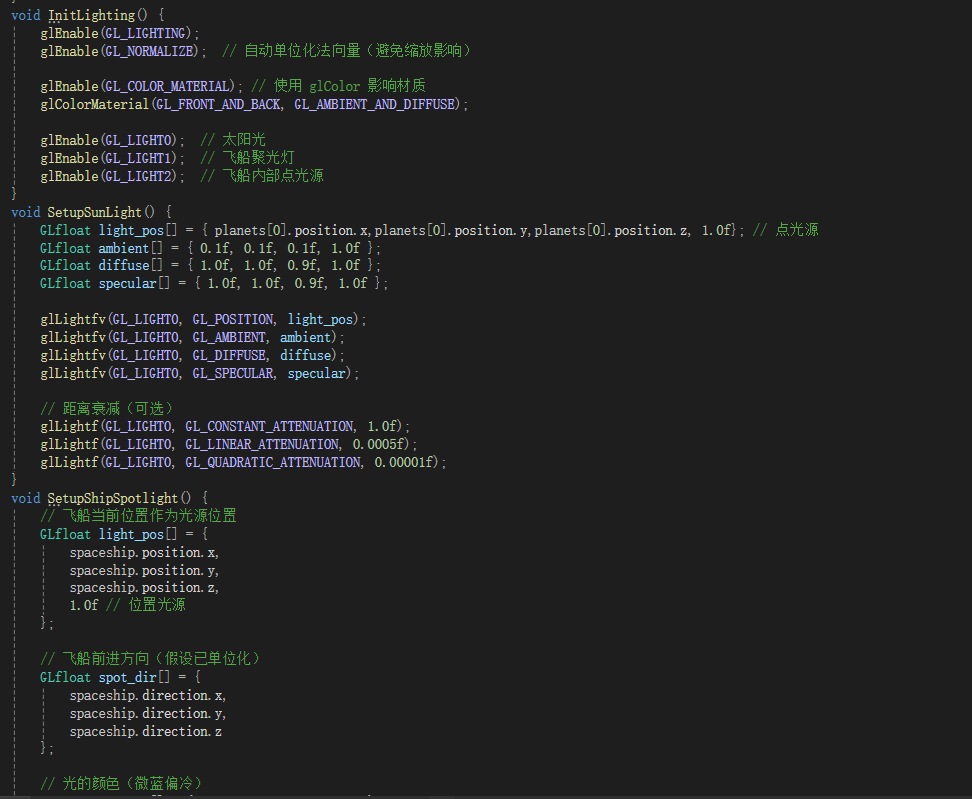 void InitLighting() {
glEnable(GL_LIGHTING);
glEnable(GL_NORMALIZE);  // 自动单位化法向量（避免缩放影响）
glEnable(GL_COLOR_MATERIAL); // 使用 glColor 影响材质
glColorMaterial(GL_FRONT_AND_BACK, GL_AMBIENT_AND_DIFFUSE);
glEnable(GL_LIGHT0);  // 太阳光
glEnable(GL_LIGHT1);  // 飞船聚光灯
glEnable(GL_LIGHT2);  // 飞船内部点光源
}
void SetupSunLight() {
GLfloat light_pos[] = { planets[0].position.x,planets[0].position.y,planets[0].position.z, 1.0f}; // 点光源
GLfloat ambient[] = { 0.1f, 0.1f, 0.1f, 1.0f };
GLfloat diffuse[] = { 1.0f, 1.0f, 0.9f, 1.0f };
GLfloat specular[] = { 1.0f, 1.0f, 0.9f, 1.0f };
glLightfv(GL_LIGHT0, GL_POSITION, light_pos);
glLightfv(GL_LIGHT0, GL_AMBIENT, ambient);
glLightfv(GL_LIGHT0, GL_DIFFUSE, diffuse);
glLightfv(GL_LIGHT0, GL_SPECULAR, specular);
// 距离衰减（可选）
glLightf(GL_LIGHT0, GL_CONSTANT_ATTENUATION, 1.0f);
glLightf(GL_LIGHT0, GL_LINEAR_ATTENUATION, 0.0005f);
glLightf(GL_LIGHT0, GL_QUADRATIC_ATTENUATION, 0.00001f);
}
void SetupShipSpotlight() {
// 飞船当前位置作为光源位置
GLfloat light_pos[] = {
spaceship.position.x,
spaceship.position.y,
spaceship.position.z,
1.0f // 位置光源
};
// 飞船前进方向（假设已单位化）
GLfloat spot_dir[] = {
spaceship.direction.x,
spaceship.direction.y,
spaceship.direction.z
};
// 光的颜色（微蓝偏冷）